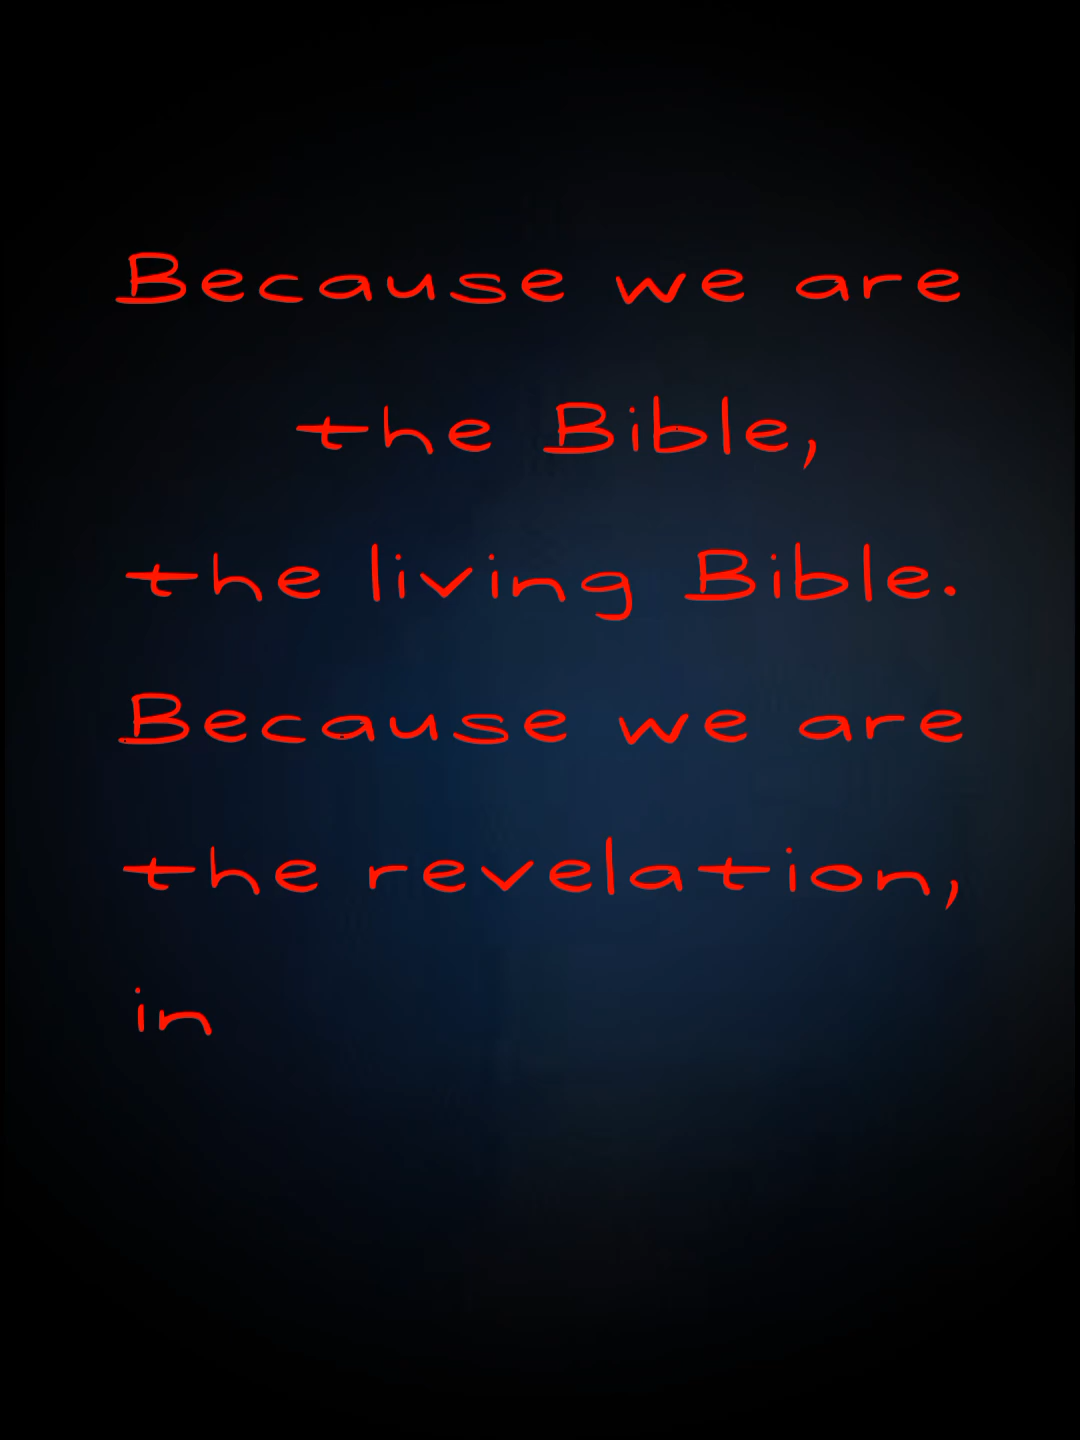 Because we are
the Bible,
the living Bible.
Because we are
the revelation,
in